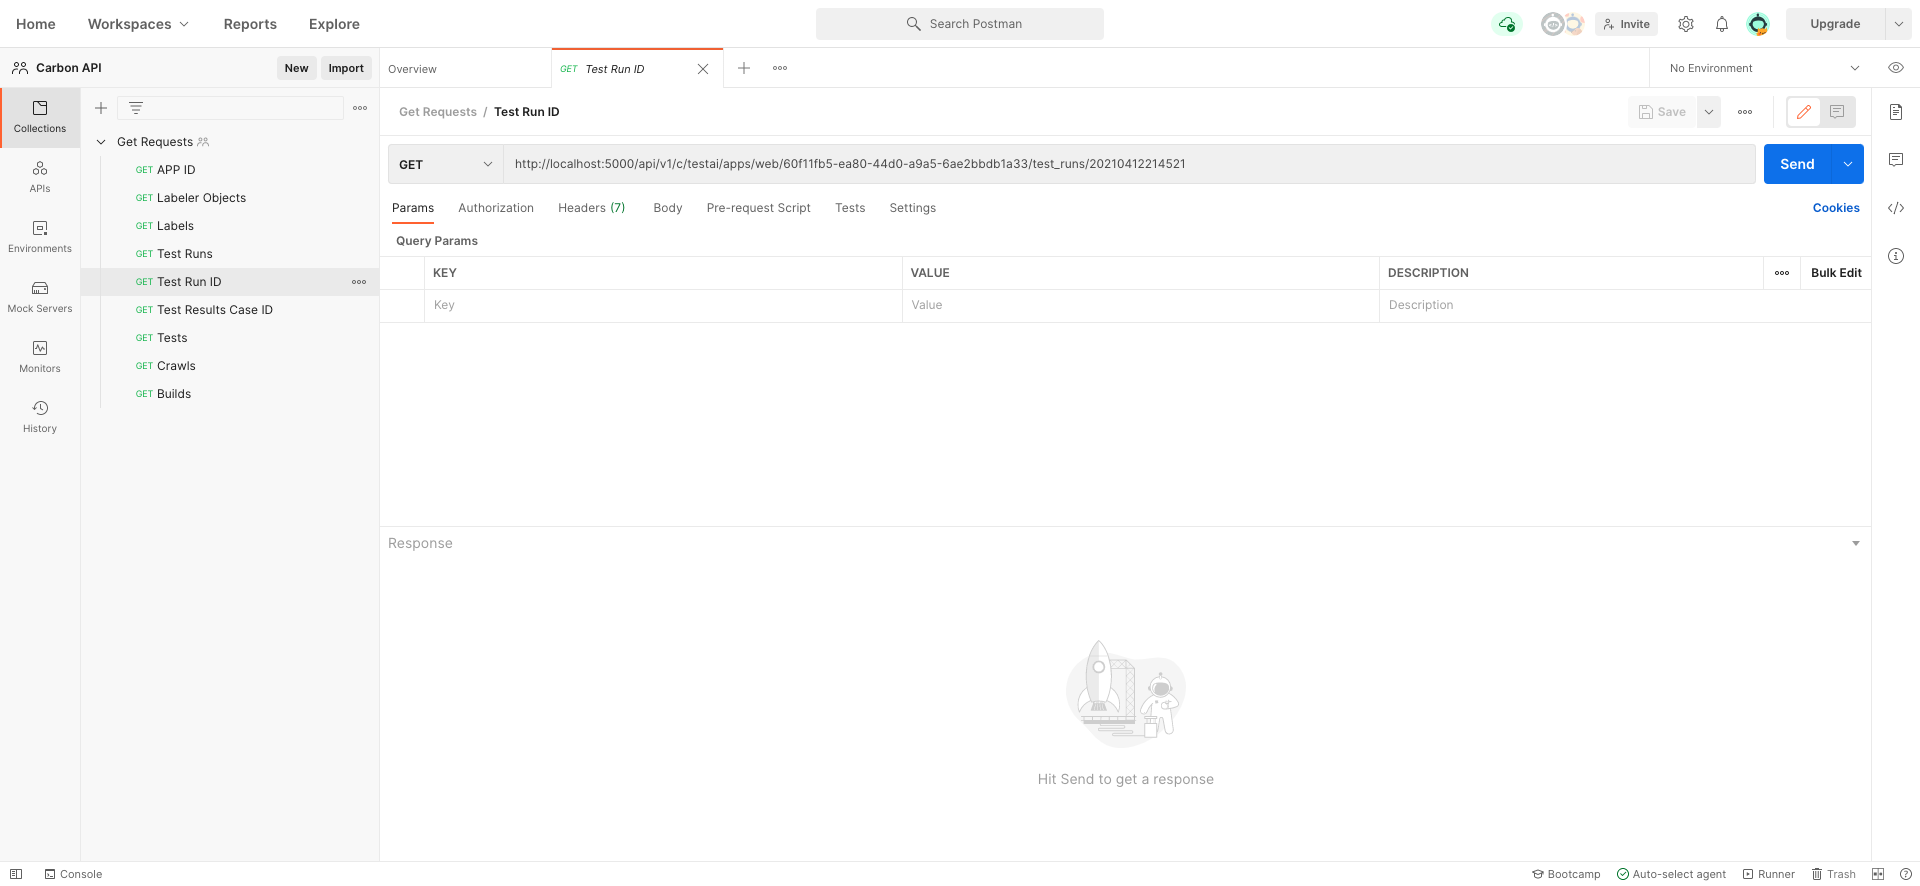 Home Workspaces Reports Explore Search Postman Invite Upgrade
Carbon API New Import Overview GET Test Run ID No Environment
Collections
APIs
Environments
Mock Servers
Monitors
History
Get Requests
GET APP ID
GET Labeler Objects
GET Labels
GET Test Runs
GET Test Run ID
GET Test Results Case ID
GET Tests
GET Crawls
GET Builds
Get Requests / Test Run ID Save
GET http://localhost:5000/api/v1/c/testai/apps/web/60f11fb5-ea80-44d0-a9a5-6ae2bbdb1a33/test_runs/20210412214521 Send
Params Authorization Headers (7) Body Pre-request Script Tests Settings Cookies
Query Params
KEY VALUE DESCRIPTION Bulk Edit
Key Value Description
Response
Hit Send to get a response
Console Bootcamp Auto-select agent Runner Trash